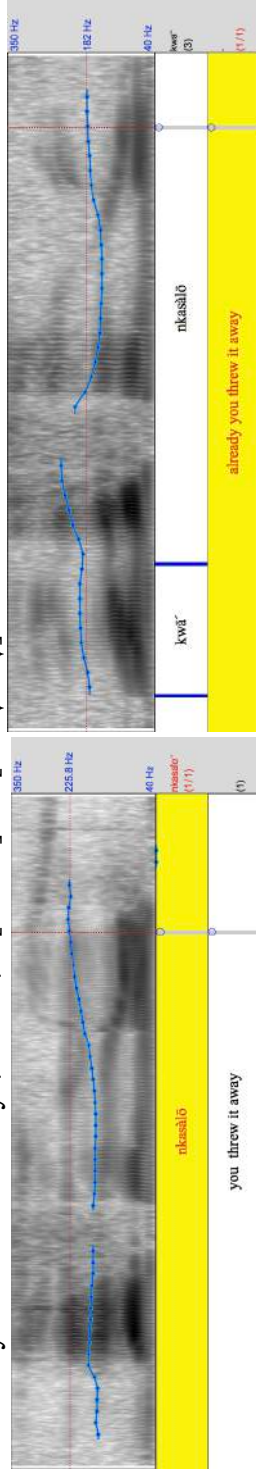 350 Hz
225.8 Hz
40 Hz
nkasàlō
(1/1)
nkasàlō
(1)
you threw it away
350 Hz
182 Hz
40 Hz
kwā´
(3)
kwā´ nkasàlō
(1/1)
already you threw it away